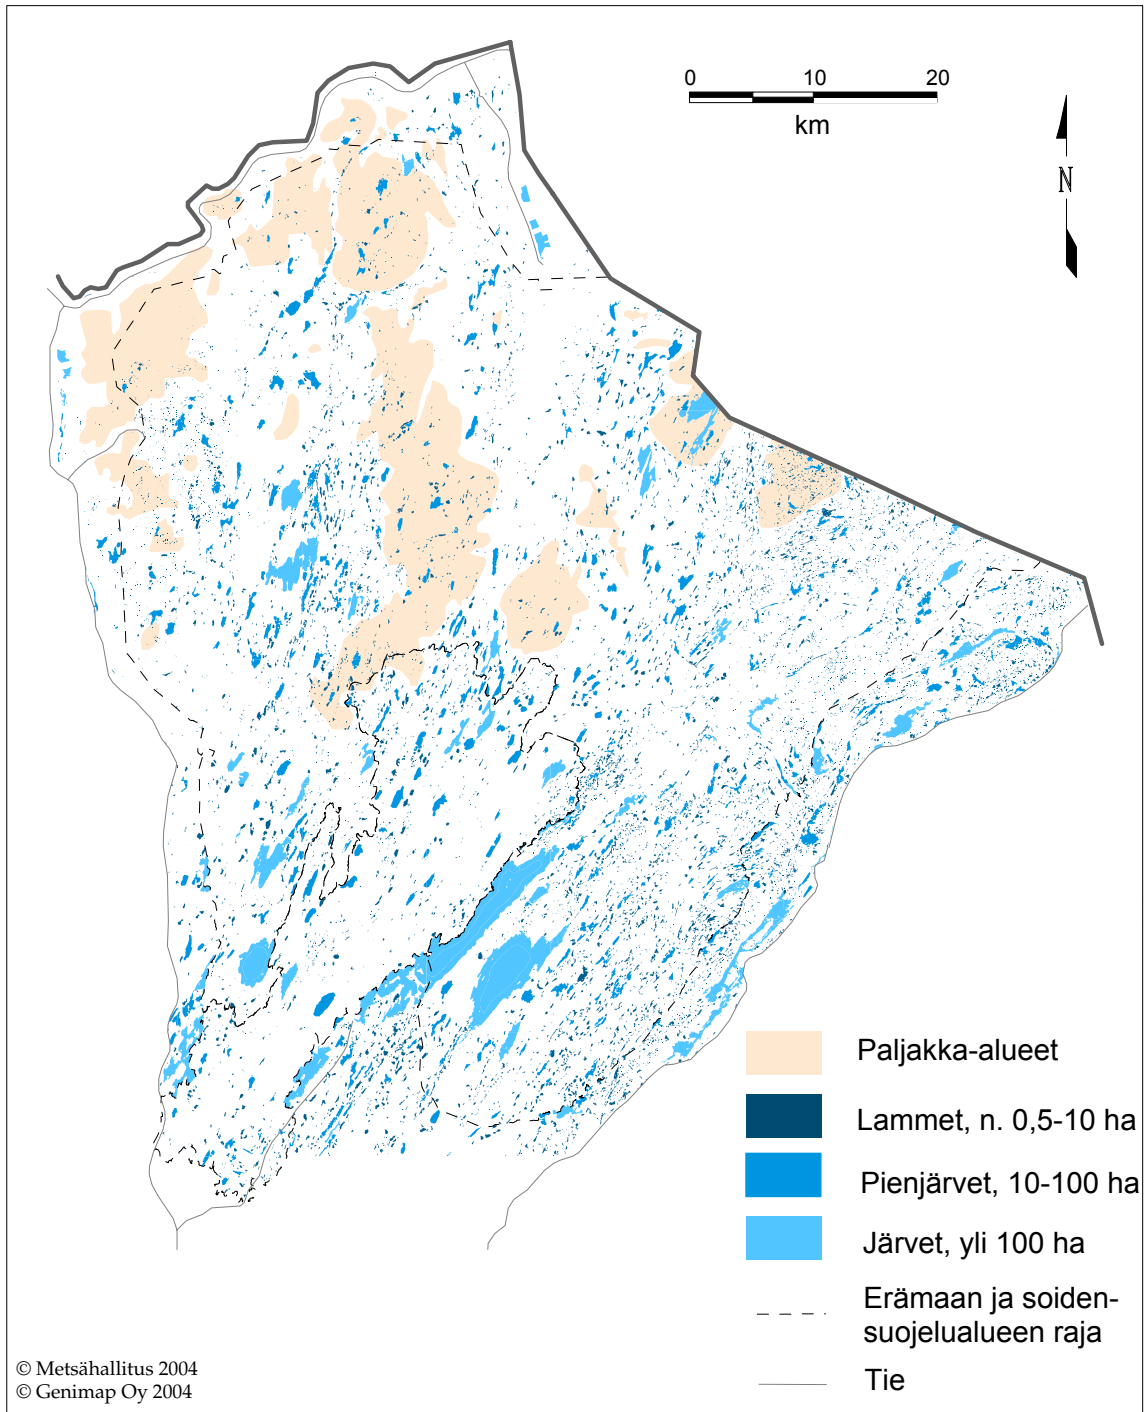 0 10 20
km
N
Paljakka-alueet
Lammet, n. 0,5-10 ha
Pienjärvet, 10-100 ha
Järvet, yli 100 ha
Erämaan ja soiden-
suojelualueen raja
Tie
© Metsähallitus 2004
© Genimap Oy 2004